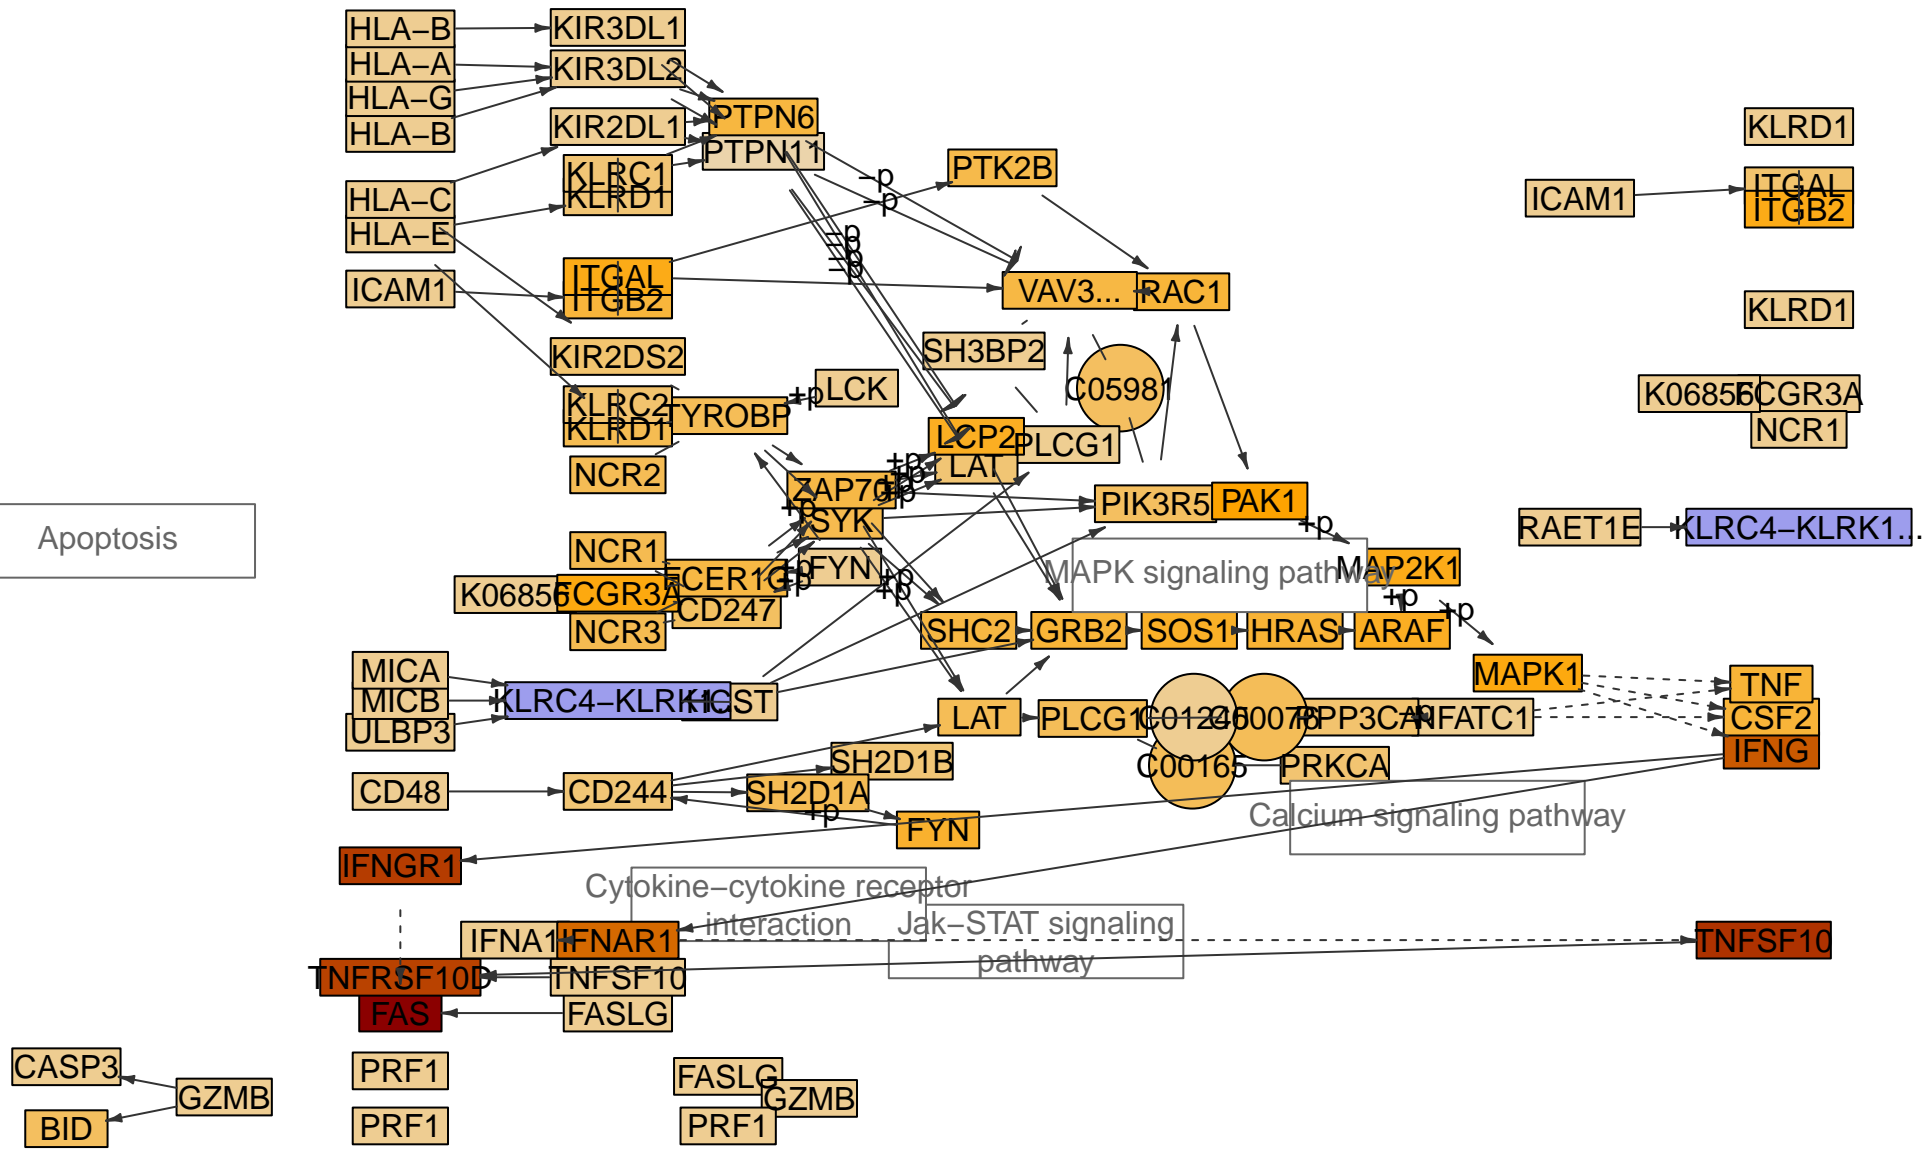 HLA−B
KIR3DL1
HLA−A
KIR3DL2
HLA−G
HLA−B
PTPN6
KIR2DL1
PTPN11
KLRD1
KLRC1
KLRD1
PTK2B
−p
−p
ITGAL
ITGB2
ICAM1
HLA−C
HLA−E
−p
−p
−p
−p
ICAM1
ITGAL
ITGB2
VAV3...
RAC1
KLRD1
KIR2DS2
SH3BP2
C05981
LCK
+p
K06856
FCGR3A
NCR1
KLRC2
KLRD1
TYROBP
LCP2
PLCG1
LAT
NCR2
+p
+p
+p
ZAP70
SYK
+p
PIK3R5
PAK1
+p
RAET1E
KLRC4−KLRK1...
Apoptosis
NCR1
FYN
+p
+p
+p
+p
MAPK signaling pathway
MAP2K1
FCER1G
K06856
FCGR3A
CD247
NCR3
+p
+p
SHC2
GRB2
SOS1
HRAS
ARAF
MICA
MICB
ULBP3
KLRC4−KLRK1
HCST
MAPK1
TNF
CSF2
IFNG
LAT
PLCG1
C01245
C00076
PPP3CA
NFATC1
C00165
PRKCA
SH2D1B
CD48
CD244
SH2D1A
+p
FYN
Calcium signaling pathway
IFNGR1
Cytokine−cytokine receptor
interaction
Jak−STAT signaling
pathway
IFNA1
IFNAR1
TNFSF10
TNFRSF10D
TNFSF10
FAS
FASLG
CASP3
GZMB
BID
PRF1
PRF1
FASLG
GZMB
PRF1